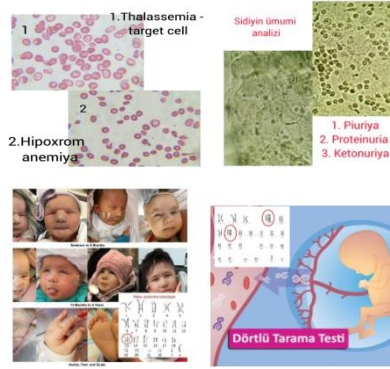 1
1.Thalassemia -
target cell
2
2.Hipoxrom
anemiya
Sidiyin ümumi
analizi
1. Piuriya
2. Proteinuria
3. Ketonuriya
Dörtlü Tarama Testi